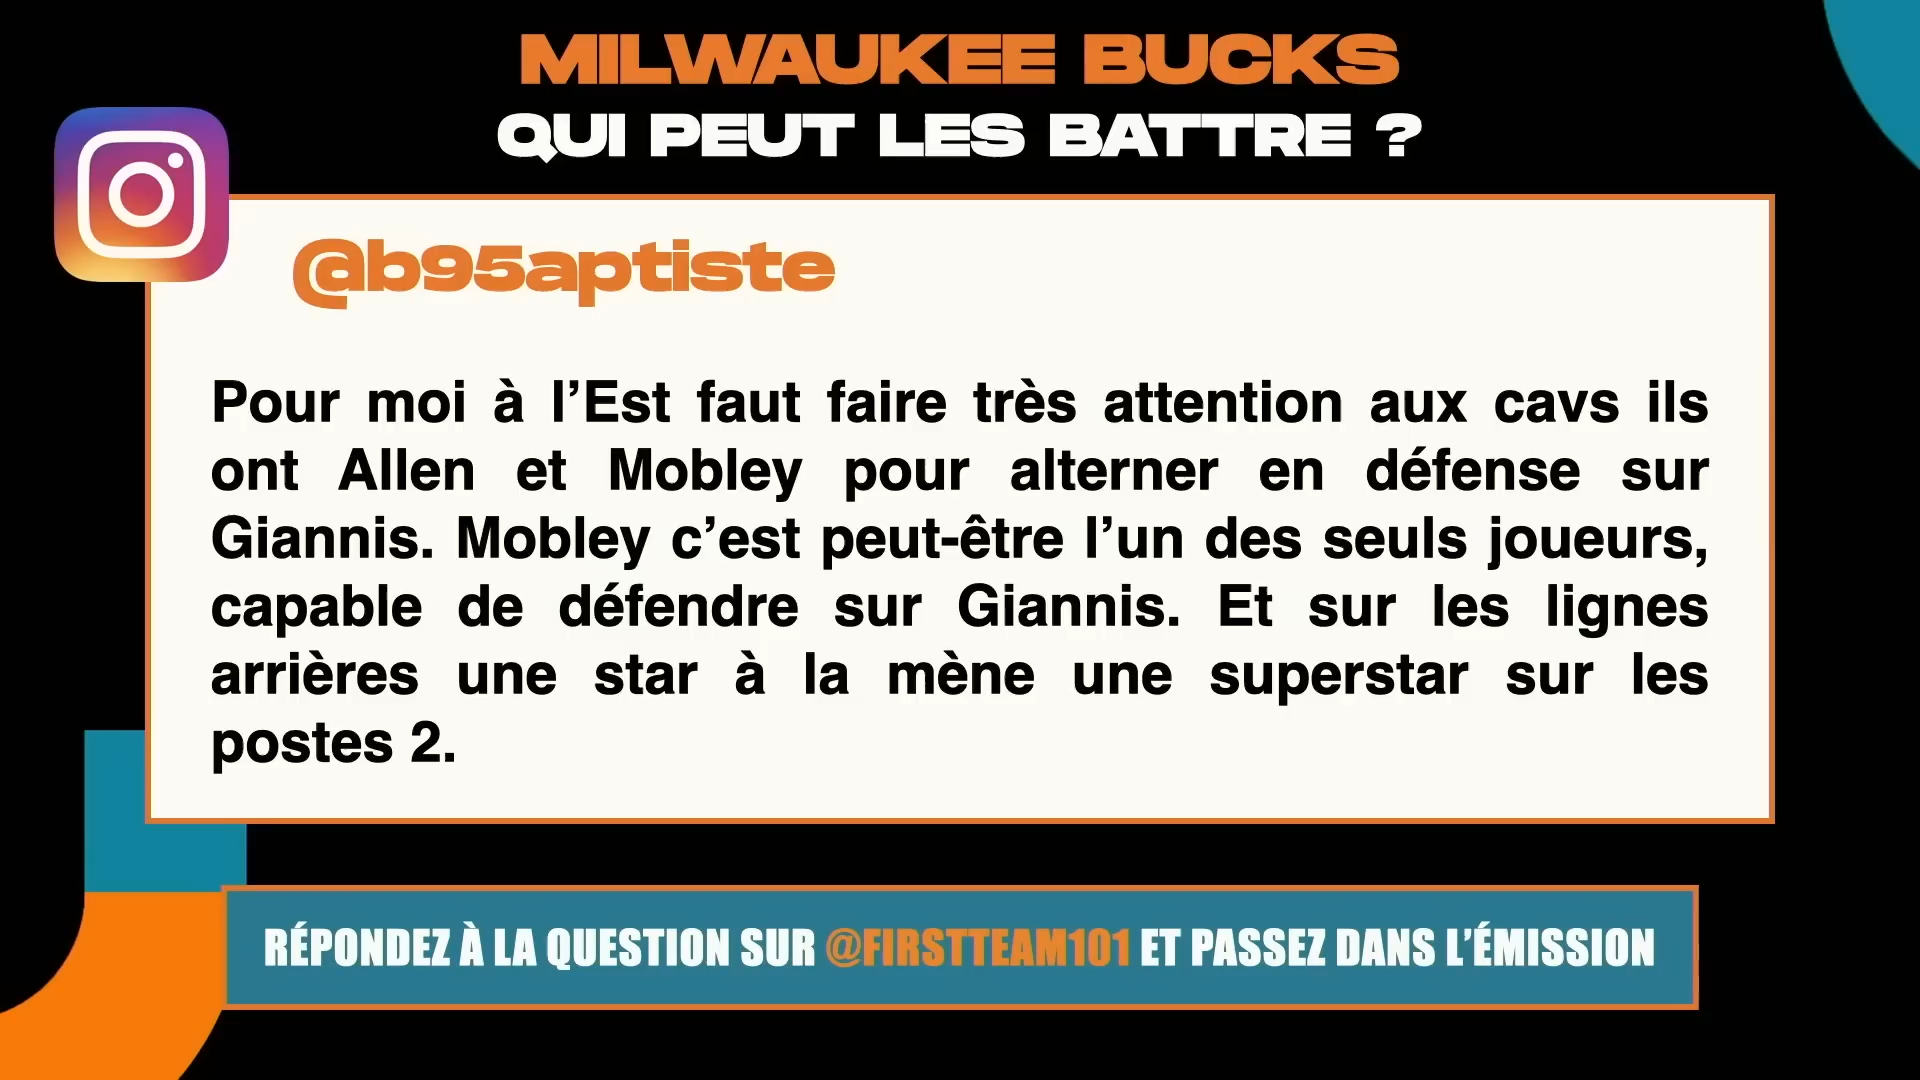 MILWAUKEE BUCKS
QUI PEUT LES BATTRE ?
@b95aptiste
Pour moi à l’Est faut faire très attention aux cavs ils
ont Allen et Mobley pour alterner en défense sur
Giannis. Mobley c’est peut-être l’un des seuls joueurs,
capable de défendre sur Giannis. Et sur les lignes
arrières une star à la mène une superstar sur les
postes 2.
RÉPONDEZ À LA QUESTION SUR @FIRSTTEAM101 ET PASSEZ DANS L’ÉMISSION